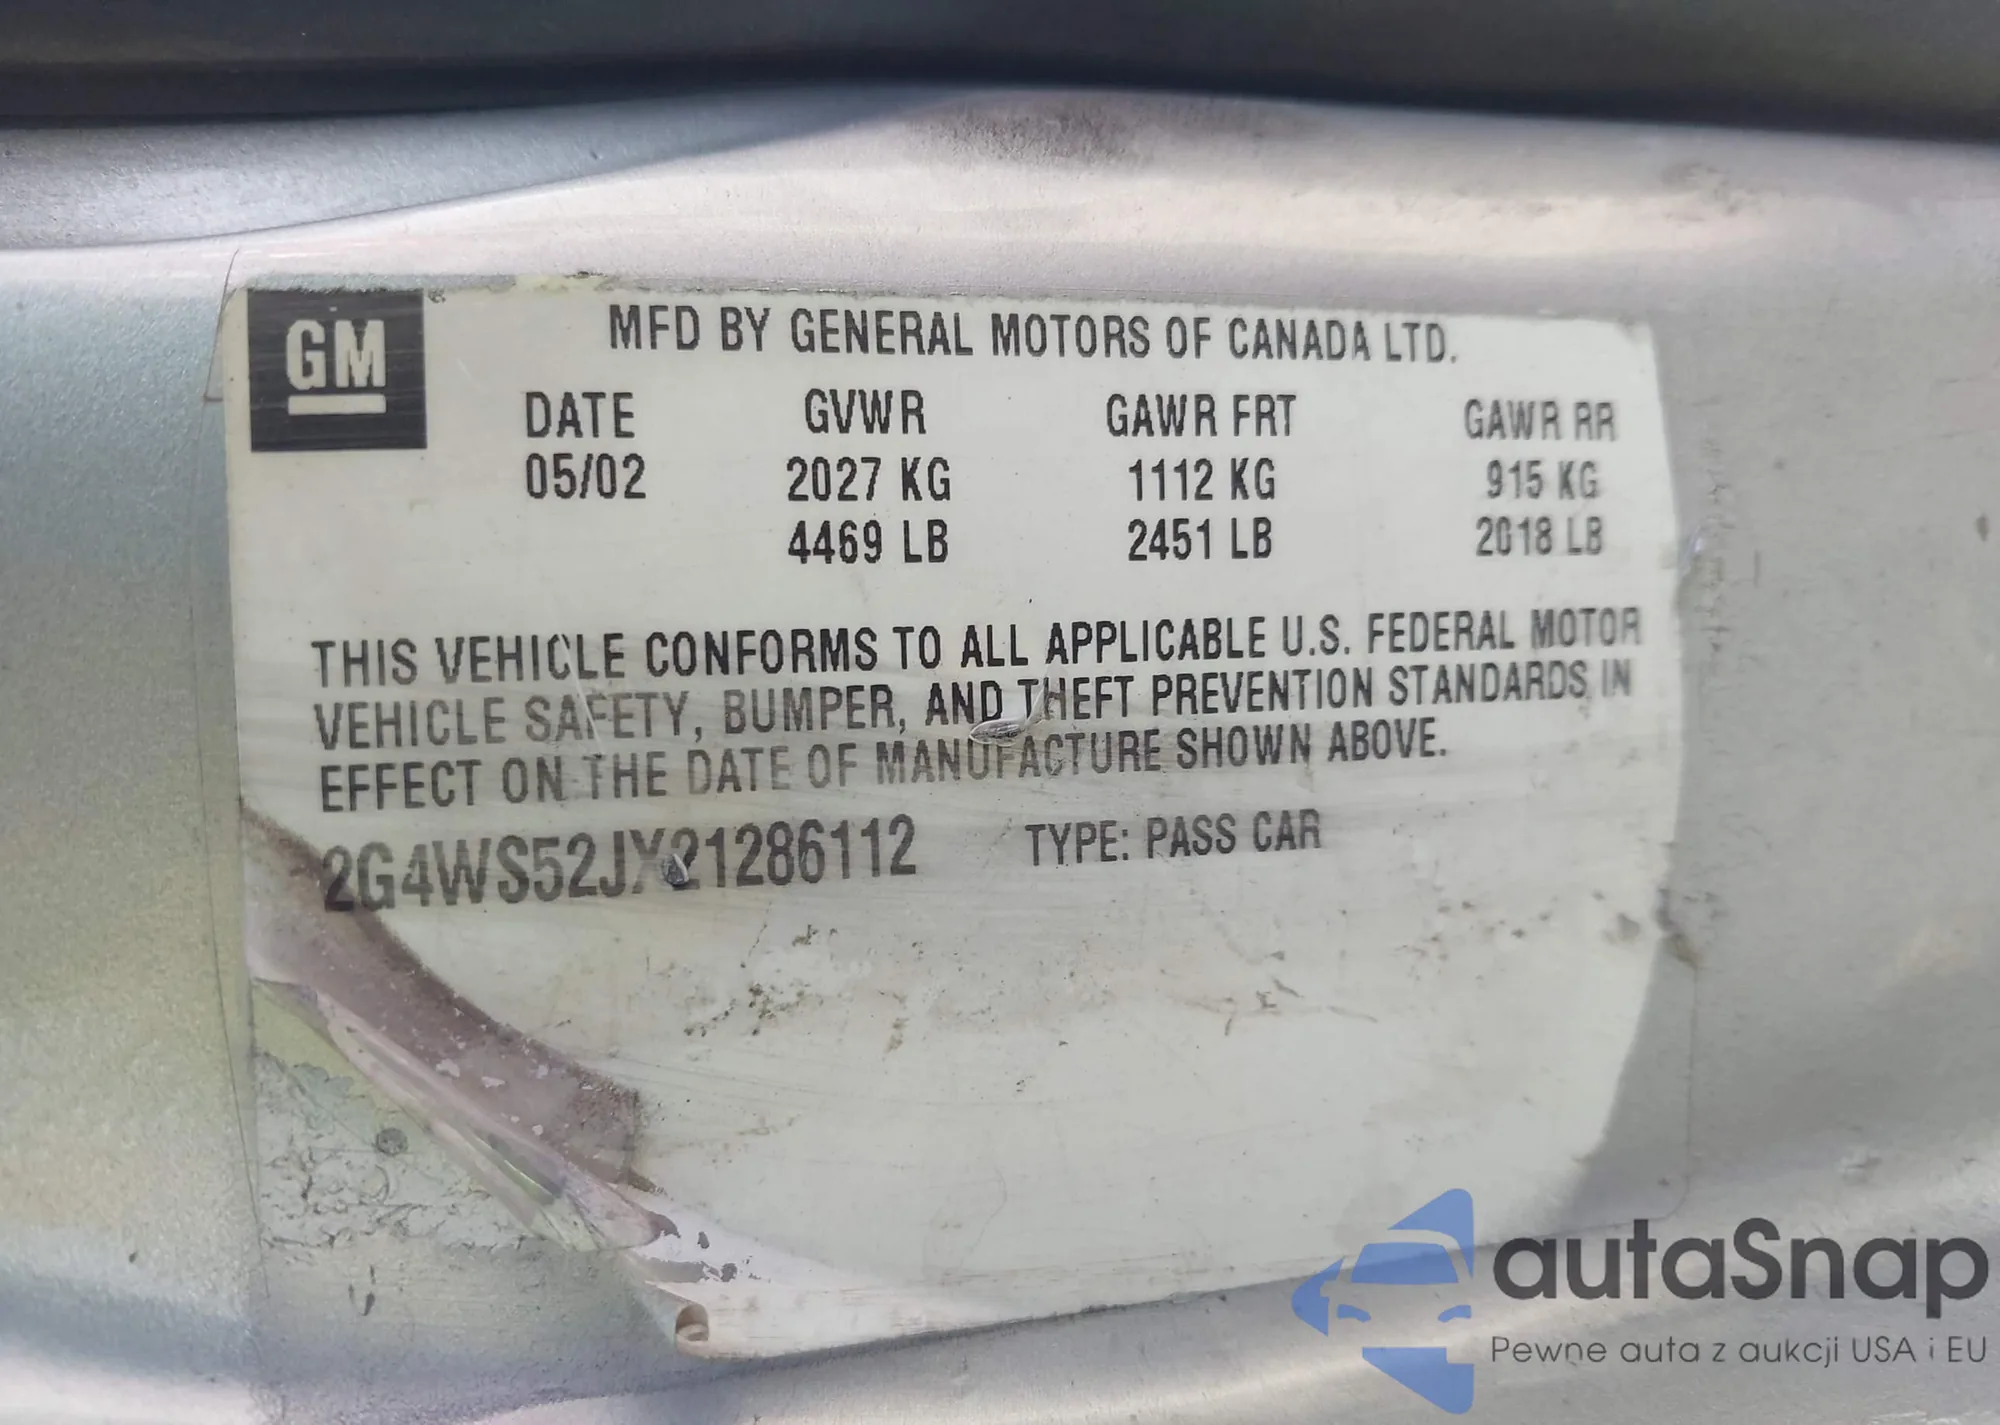 GM
MFD BY GENERAL MOTORS OF CANADA LTD.
DATE GVWR GAWR FRT GAWR RR
05/02 2027 KG 1112 KG 915 KG
4469 LB 2451 LB 2018 LB
THIS VEHICLE CONFORMS TO ALL APPLICABLE U.S. FEDERAL MOTOR
VEHICLE SAFETY, BUMPER, AND THEFT PREVENTION STANDARDS IN
EFFECT ON THE DATE OF MANUFACTURE SHOWN ABOVE.
2G4WS52JX21286112 TYPE: PASS CAR
autaSnap
Pewne auta z aukcji USA i EU